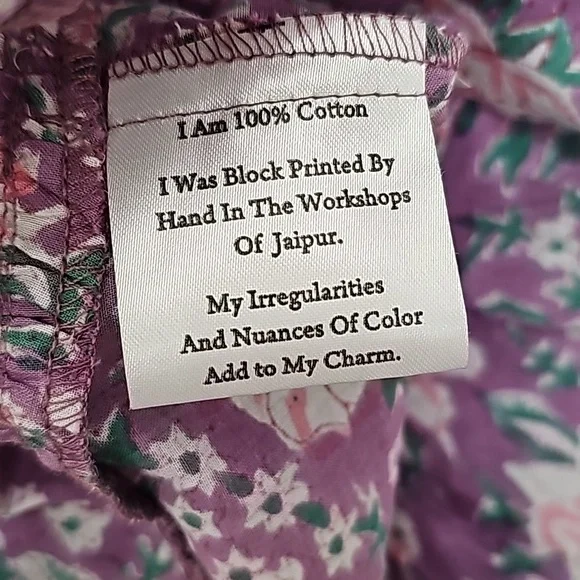 I Am 100% Cotton
I Was Block Printed By
Hand In The Workshops
Of Jaipur.
My Irregularities
And Nuances Of Color
Add to My Charm.